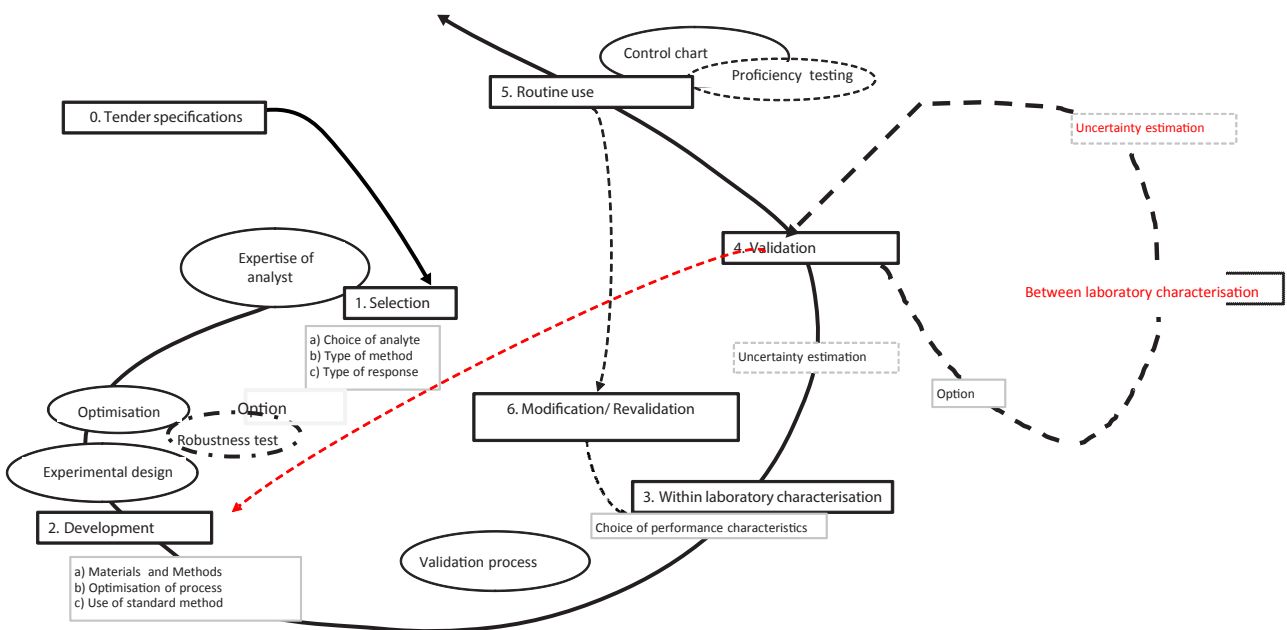 Control chart
Proficiency testing
5. Routine use
0. Tender specifications
Uncertainty estimation
4. Validation
Expertise of
analyst
1. Selection
Between laboratory characterisation
a) Choice of analyte
b) Type of method
c) Type of response
Uncertainty estimation
Option
Optimisation
Option
Robustness test
6. Modification/ Revalidation
Experimental design
3. Within laboratory characterisation
2. Development
Choice of performance characteristics
Validation process
a) Materials and Methods
b) Optimisation of process
c) Use of standard method